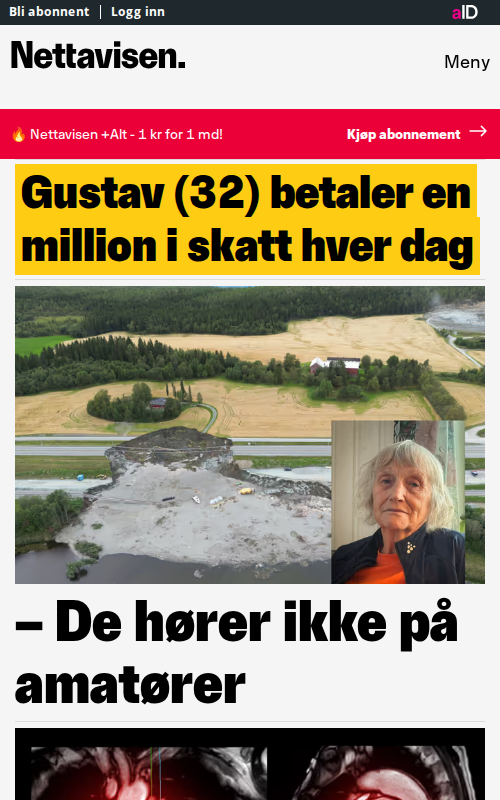 Bli abonnent Logg inn aID
Nettavisen.
Meny
🔥 Nettavisen +Alt - 1 kr for 1 md! Kjøp abonnement →
Gustav (32) betaler en
million i skatt hver dag
– De hører ikke på
amatører